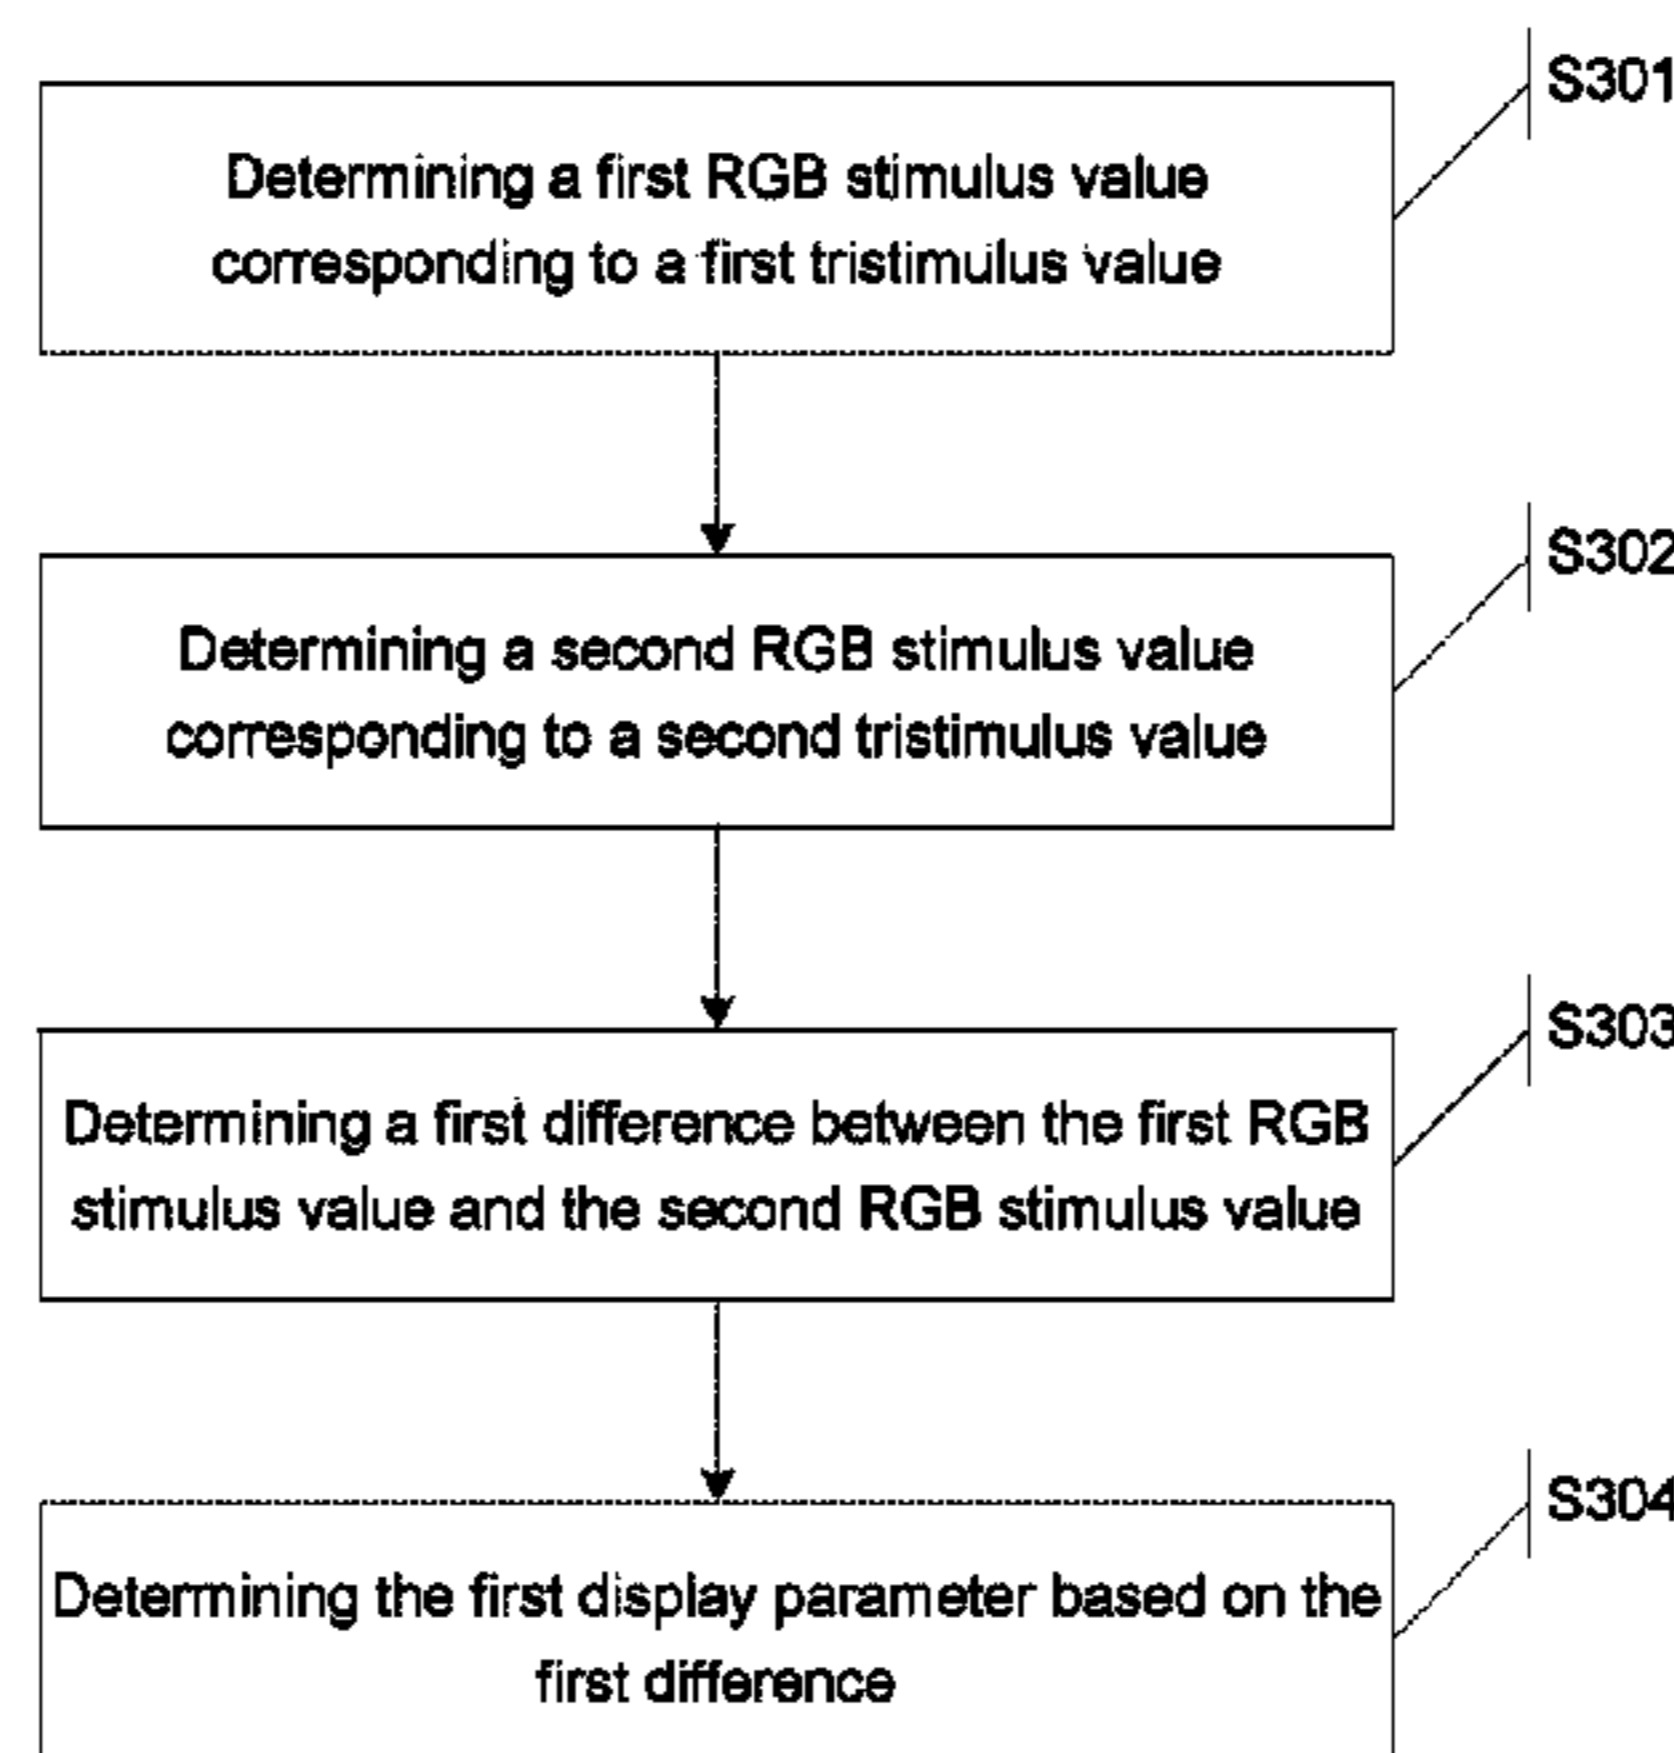 S301
Determining a first RGB stimulus value
corresponding to a first tristimulus value
S302
Determining a second RGB stimulus value
corresponding to a second tristimulus value
S303
Determining a first difference between the first RGB
stimulus value and the second RGB stimulus value
S304
Determining the first display parameter based on the
first difference